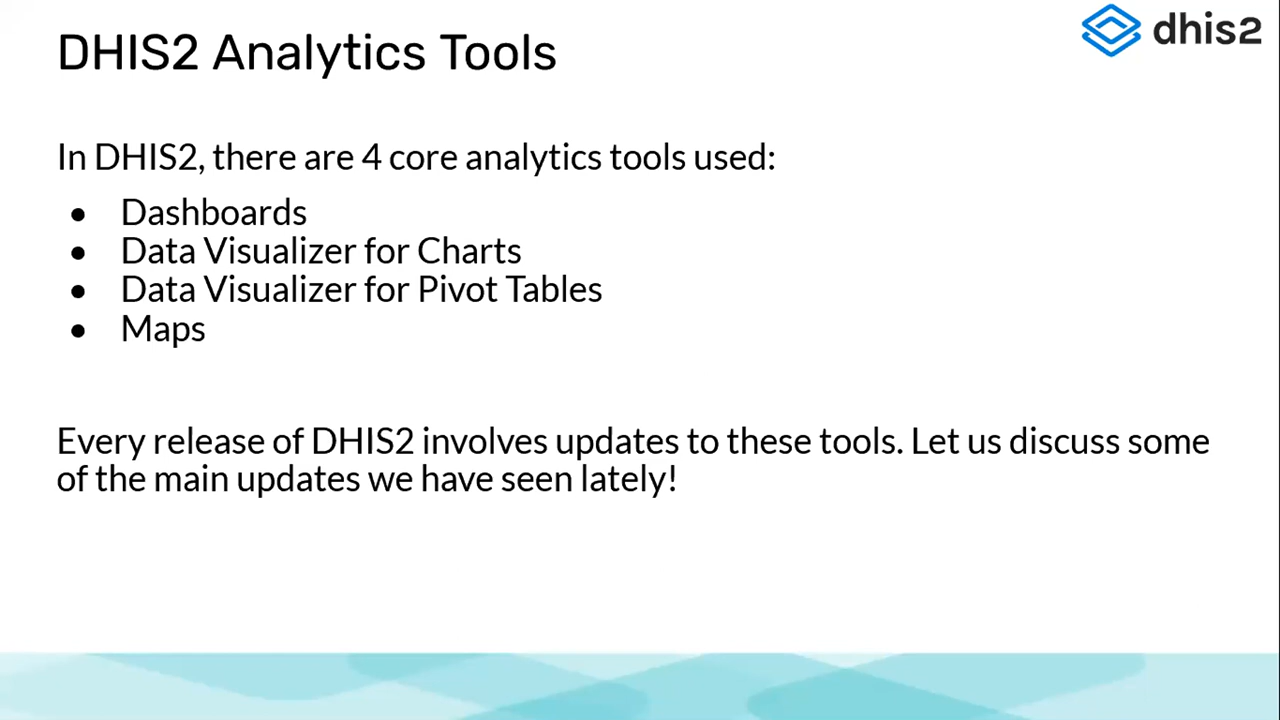 DHIS2 Analytics Tools
dhis2
In DHIS2, there are 4 core analytics tools used:
● Dashboards
● Data Visualizer for Charts
● Data Visualizer for Pivot Tables
● Maps
Every release of DHIS2 involves updates to these tools. Let us discuss some
of the main updates we have seen lately!